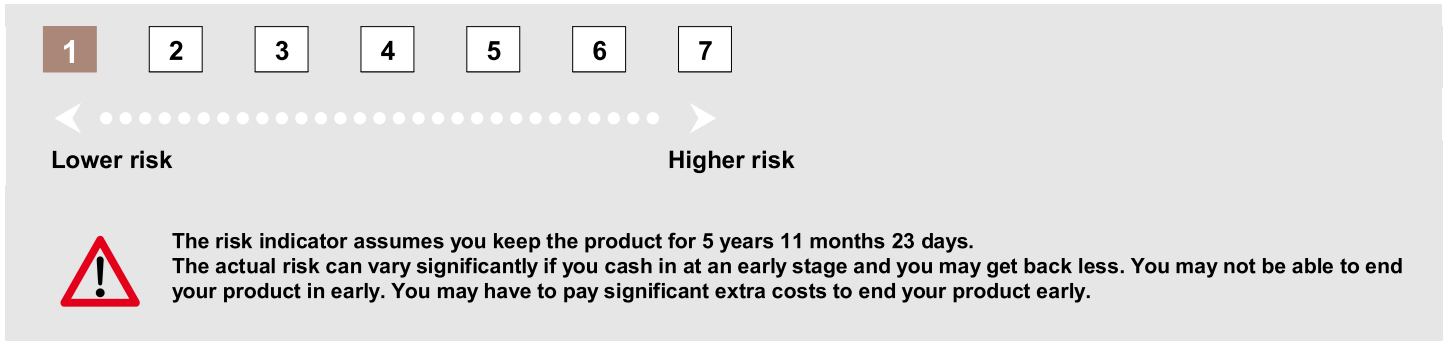 1 2 3 4 5 6 7
Lower risk Higher risk
The risk indicator assumes you keep the product for 5 years 11 months 23 days.
The actual risk can vary significantly if you cash in at an early stage and you may get back less. You may not be able to end
your product in early. You may have to pay significant extra costs to end your product early.